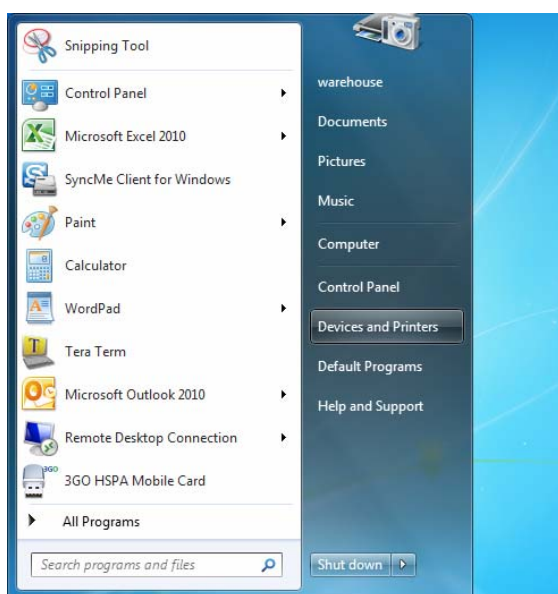 Snipping Tool
Control Panel
Microsoft Excel 2010
SyncMe Client for Windows
Paint
Calculator
WordPad
Tera Term
Microsoft Outlook 2010
Remote Desktop Connection
3GO
3GO HSPA Mobile Card
All Programs
Search programs and files
warehouse
Documents
Pictures
Music
Computer
Control Panel
Devices and Printers
Default Programs
Help and Support
Shut down